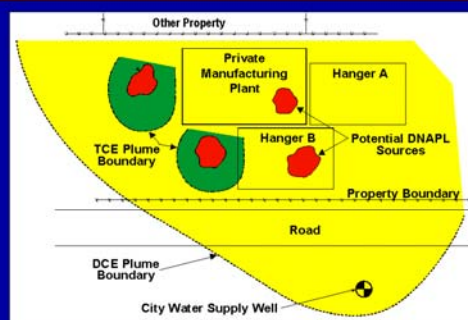 Other Property
Private
Manufacturing
Plant
Hanger A
TCE Plume
Boundary
Hanger B
Potential DNAPL
Sources
Property Boundary
Road
DCE Plume
Boundary
City Water Supply Well